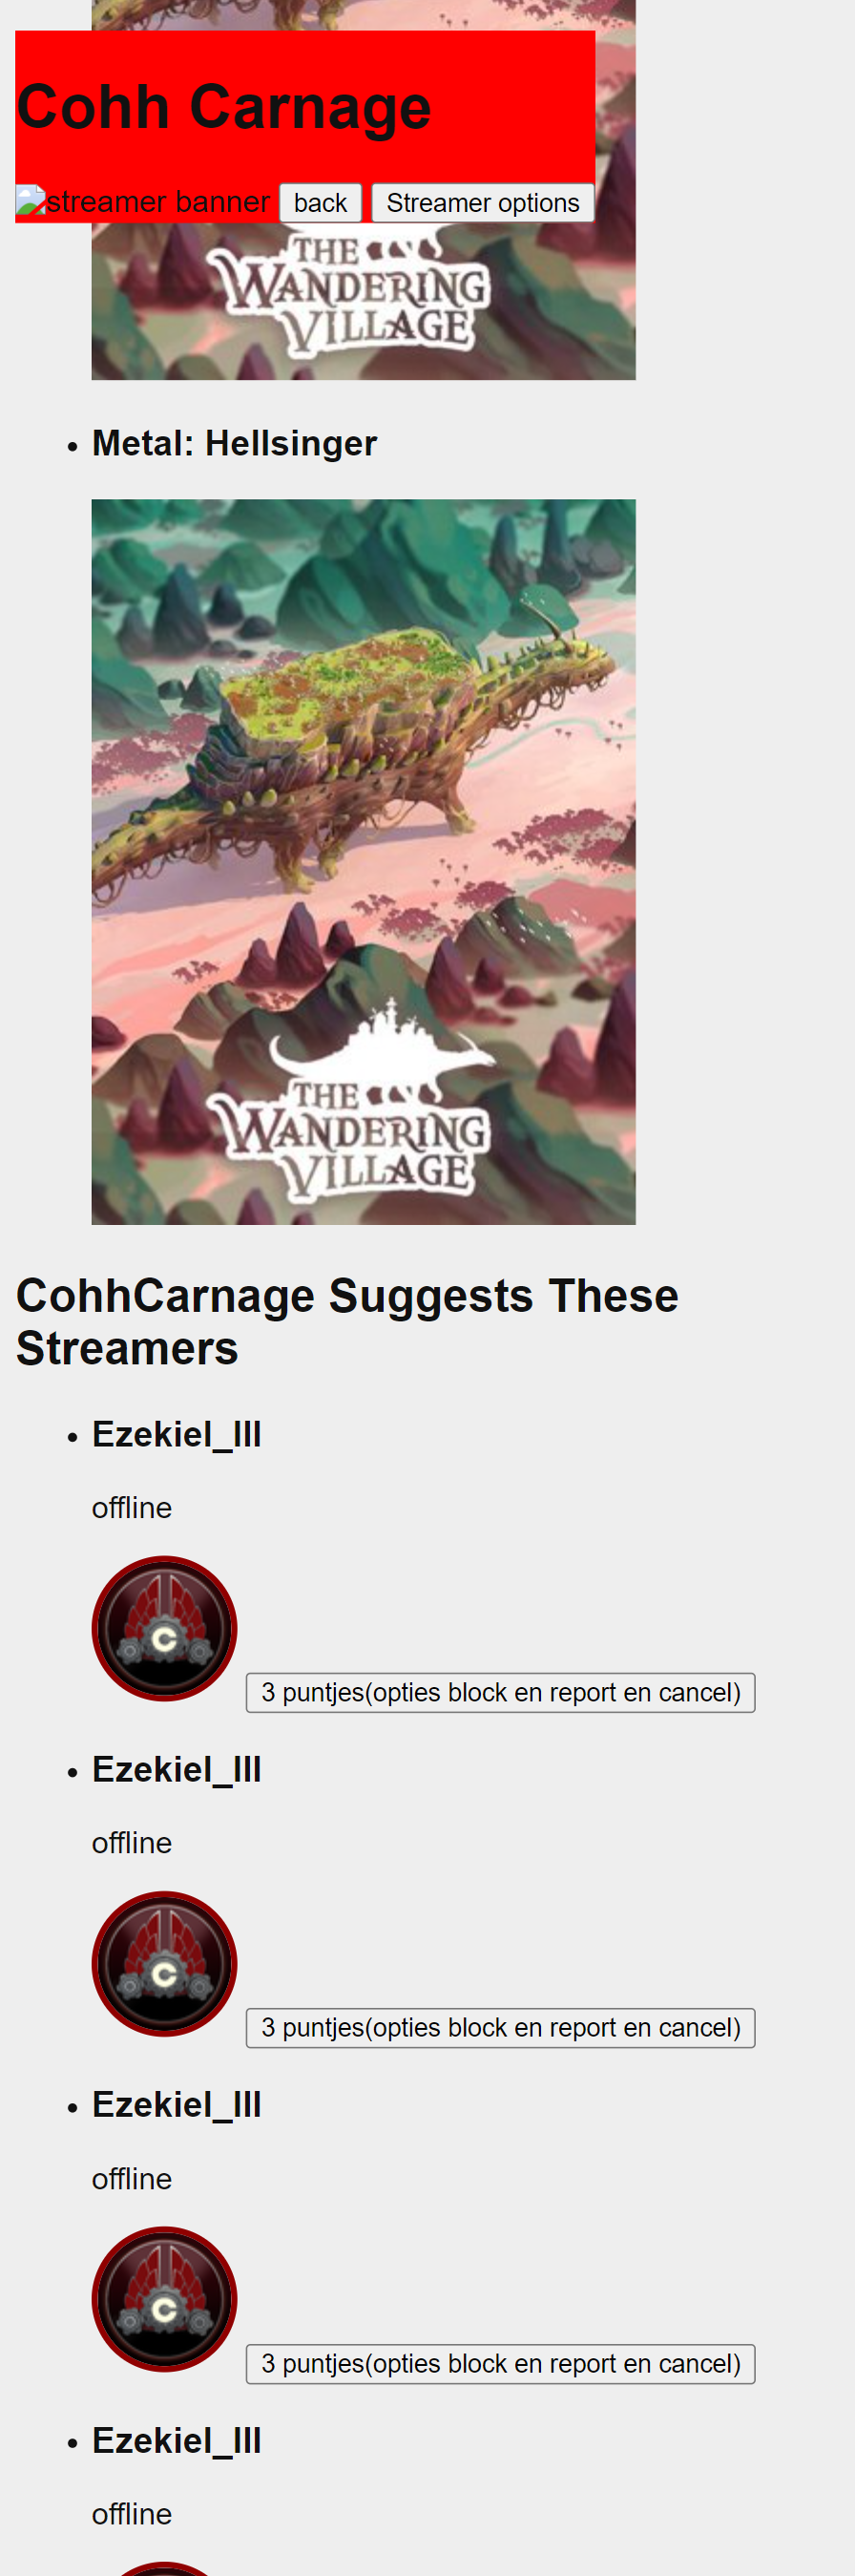 Cohh Carnage
streamer banner back Streamer options
THE
WANDERING
VILLAGE
Metal: Hellsinger
THE
WANDERING
VILLAGE
CohhCarnage Suggests These
Streamers
Ezekiel_III
offline
C
3 puntjes(opties block en report en cancel)
Ezekiel_III
offline
C
3 puntjes(opties block en report en cancel)
Ezekiel_III
offline
C
3 puntjes(opties block en report en cancel)
Ezekiel_III
offline